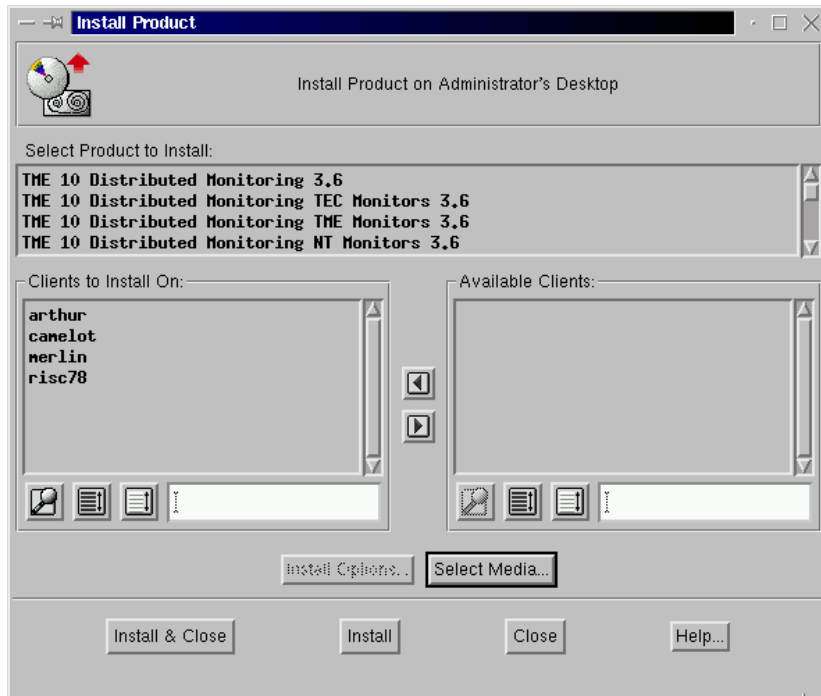 Install Product
Install Product on Administrator's Desktop
Select Product to Install:
TME 10 Distributed Monitoring 3.6
TME 10 Distributed Monitoring TEC Monitors 3.6
TME 10 Distributed Monitoring TME Monitors 3.6
TME 10 Distributed Monitoring NT Monitors 3.6
Clients to Install On:
Available Clients:
arthur
camelot
merlin
risc78
Install Options...
Select Media...
Install & Close
Install
Close
Help...